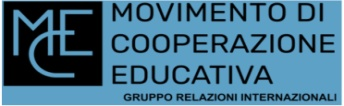 MCE
MOVIMENTO DI
COOPERAZIONE
EDUCATIVA
GRUPPO RELAZIONI INTERNAZIONALI